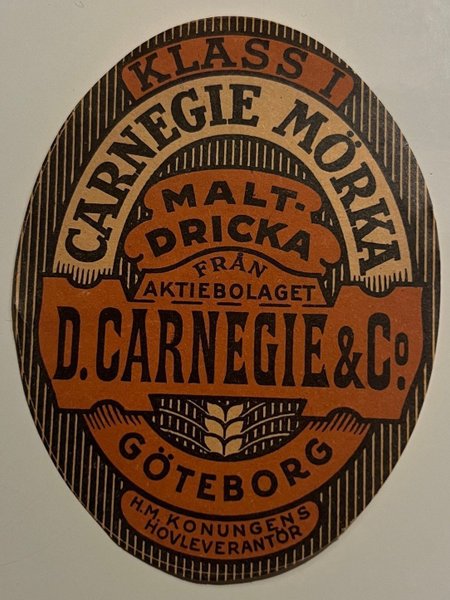 KLASS I
CARNEGIE MÖRKA
MALT-
DRICKA
FRÅN
AKTIEBOLAGET
D. CARNEGIE & Co.
GÖTEBORG
H.M. KONUNGENS
HOVLEVERANTÖR